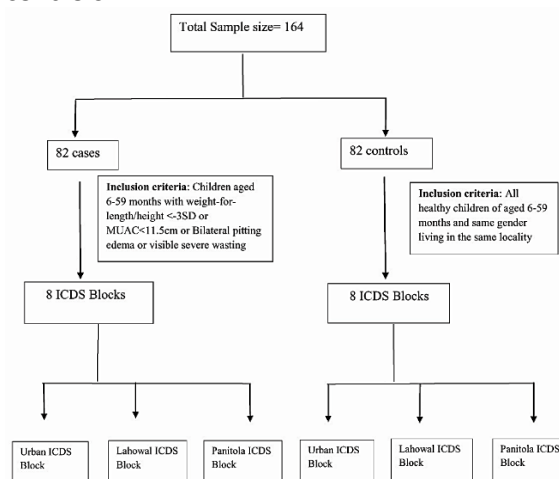 Total Sample size= 164
82 cases
82 controls
Inclusion criteria: Children aged
6-59 months with weight-for-
length/height <-3SD or
MUAC<11.5cm or Bilateral pitting
edema or visible severe wasting
Inclusion criteria: All
healthy children of aged 6-59
months and same gender
living in the same locality
8 ICDS Blocks
8 ICDS Blocks
Urban ICDS
Block
Lahowal ICDS
Block
Panitola ICDS
Block
Urban ICDS
Block
Lahowal ICDS
Block
Panitola ICDS
Block